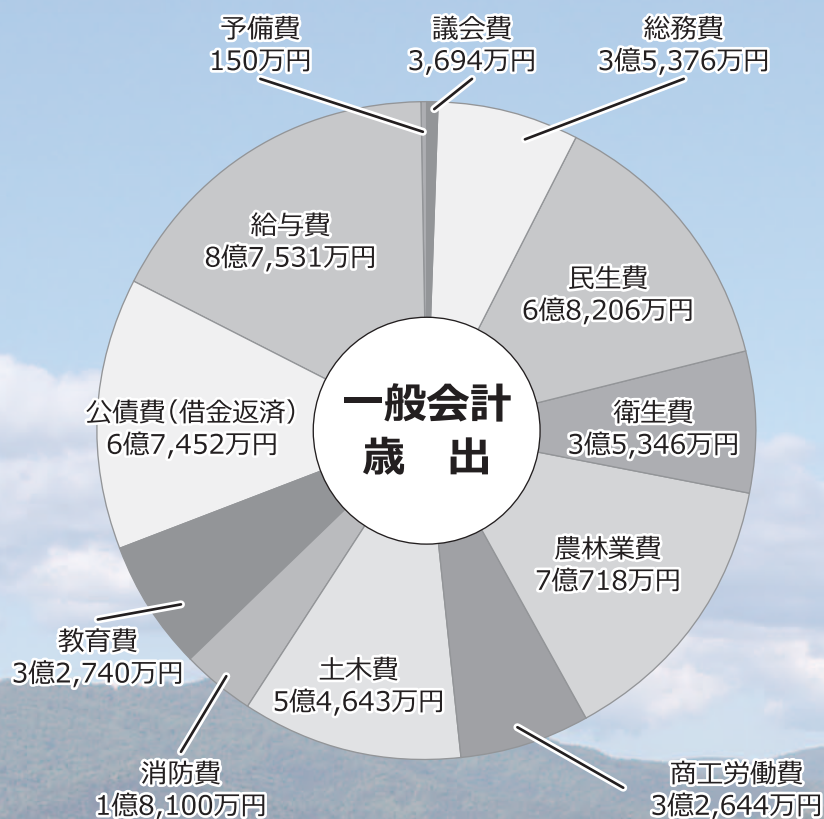 予備費
150万円
議会費
3,694万円
総務費
3億5,376万円
給与費
8億7,531万円
民生費
6億8,206万円
公債費(借金返済)
6億7,452万円
一般会計
歳 出
衛生費
3億5,346万円
農林業費
7億718万円
教育費
3億2,740万円
土木費
5億4,643万円
消防費
1億8,100万円
商工労働費
3億2,644万円